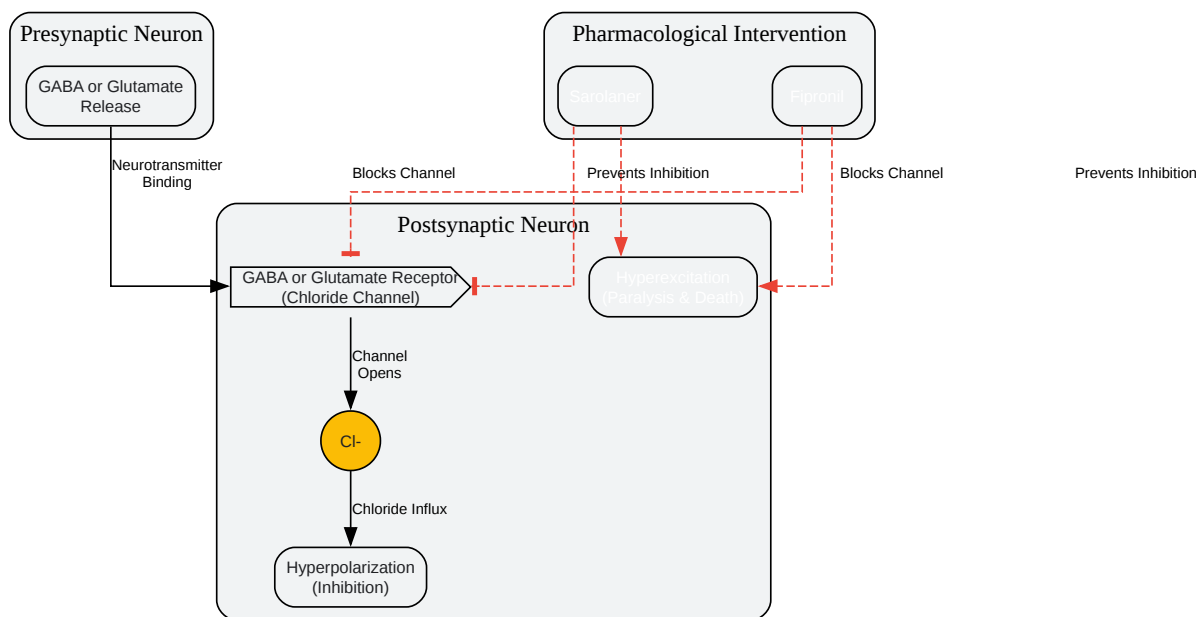 Presynaptic Neuron
GABA or Glutamate
Release
Pharmacological Intervention
Sarolaner
Fipronil
Neurotransmitter
Binding
Blocks Channel
Prevents Inhibition
Blocks Channel
Prevents Inhibition
Postsynaptic Neuron
GABA or Glutamate Receptor
(Chloride Channel)
Hyperexcitation
(Paralysis & Death)
Channel
Opens
Cl-
Chloride Influx
Hyperpolarization
(Inhibition)